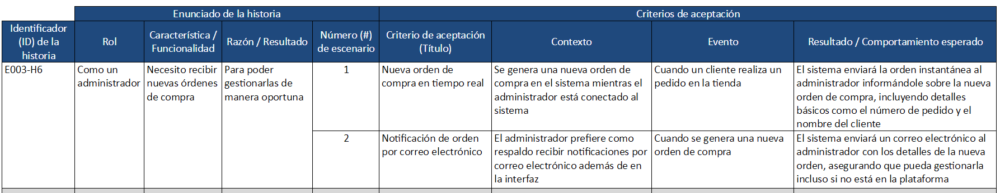 Enunciado de la historia
Criterios de aceptación
Identificador
(ID) de la
historia
Rol
Característica /
Funcionalidad
Razón / Resultado
Número (#)
de escenario
Criterio de aceptación
(Título)
Contexto
Evento
Resultado / Comportamiento esperado
E003-H6
Como un
administrador
Necesito recibir
nuevas órdenes
de compra
Para poder
gestionarlas de
manera oportuna
1
Nueva orden de
compra en tiempo real
Se genera una nueva orden de
compra en el sistema mientras el
administrador está conectado al
sistema
Cuando un cliente realiza un
pedido en la tienda
El sistema enviará la orden instantánea al
administrador informándole sobre la nueva
orden de compra, incluyendo detalles
básicos como el número de pedido y el
nombre del cliente
2
Notificación de orden
por correo electrónico
El administrador prefiere como
respaldo recibir notificaciones por
correo electrónico además de en
la interfaz
Cuando se genera una nueva
orden de compra
El sistema enviará un correo electrónico al
administrador con los detalles de la nueva
orden, asegurando que pueda gestionarla
incluso si no está en la plataforma